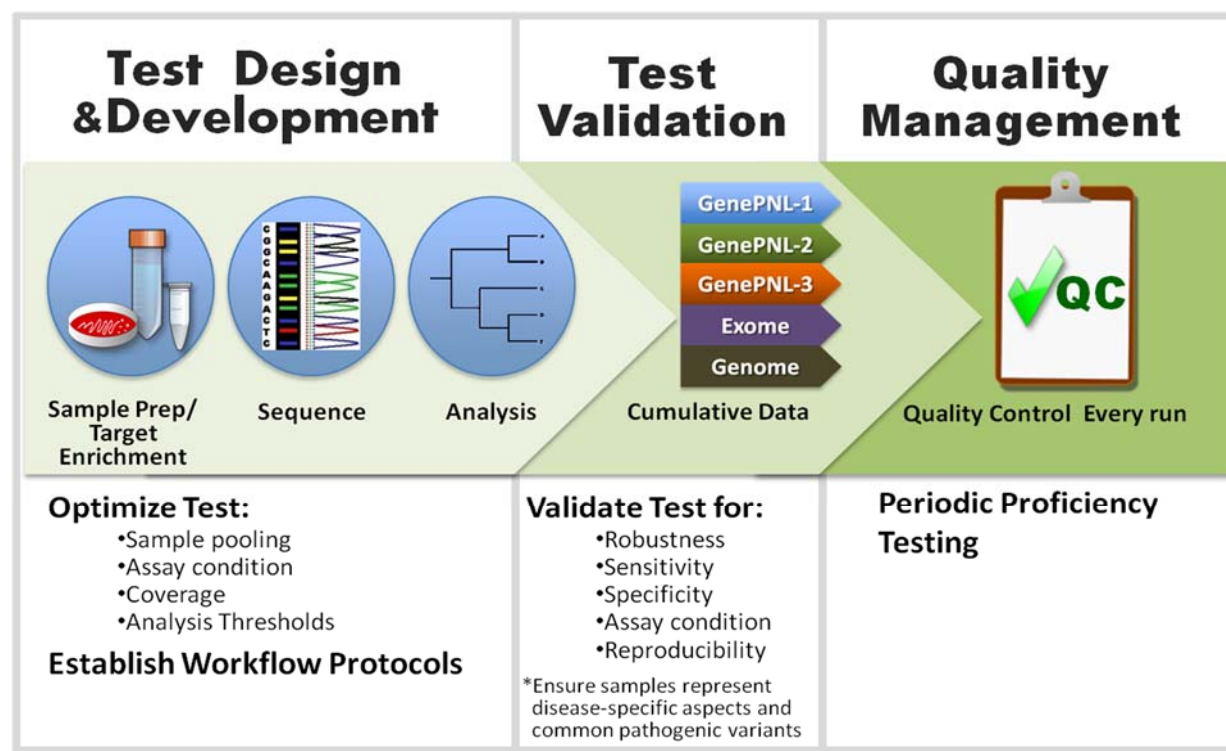 Test Design
&Development
Test
Validation
Quality
Management
C
G
G
C
A
A
G
A
C
T
C
GenePNL-1
GenePNL-2
GenePNL-3
Exome
Genome
QC
Sample Prep/
Target
Enrichment
Sequence
Analysis
Cumulative Data
Quality Control Every run
Optimize Test:
•Sample pooling
•Assay condition
•Coverage
•Analysis Thresholds
Establish Workflow Protocols
Validate Test for:
•Robustness
•Sensitivity
•Specificity
•Assay condition
•Reproducibility
*Ensure samples represent
disease-specific aspects and
common pathogenic variants
Periodic Proficiency
Testing